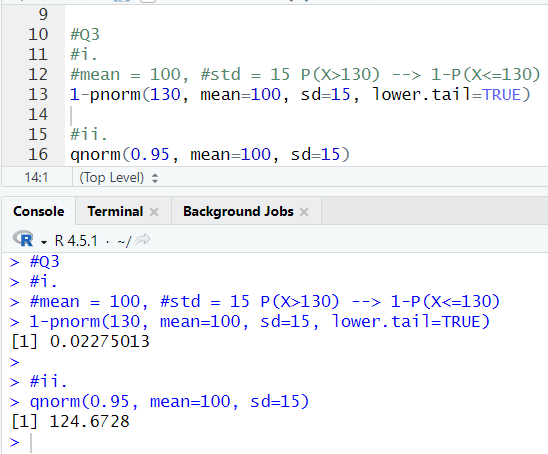 9
10 #Q3
11 #i.
12 #mean = 100, #std = 15 P(X>130) --> 1-P(X<=130)
13 1-pnorm(130, mean=100, sd=15, lower.tail=TRUE)
14
15 #ii.
16 qnorm(0.95, mean=100, sd=15)
14:1 (Top Level)
Console Terminal Background Jobs
R R 4.5.1 · ~/
> #Q3
> #i.
> #mean = 100, #std = 15 P(X>130) --> 1-P(X<=130)
> 1-pnorm(130, mean=100, sd=15, lower.tail=TRUE)
[1] 0.02275013
>
> #ii.
> qnorm(0.95, mean=100, sd=15)
[1] 124.6728
>